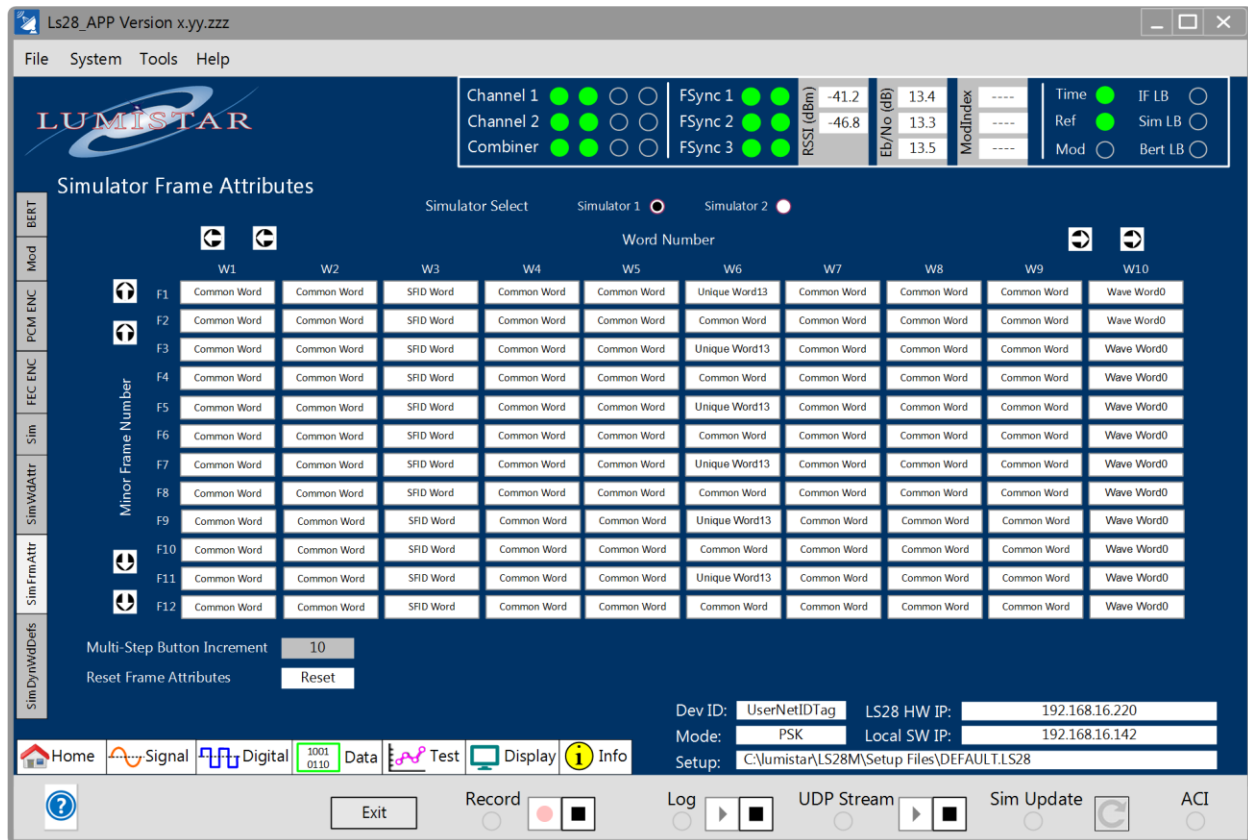 Ls28_APP Version x.yy.zzz
File System Tools Help
LUMISTAR
Channel 1 FSync 1 RSSI (dBm) -41.2 Eb/No (dB) 13.4 ModIndex ---- Time IF LB
Channel 2 FSync 2 -46.8 13.3 ---- Ref Sim LB
Combiner FSync 3 13.5 ---- Mod Bert LB
Simulator Frame Attributes
Simulator Select Simulator 1 Simulator 2
BERT
Mod
PCM ENC
FEC ENC
Sim
SimWdAttr
SimFrmAttr
SimDynWdDefs
Word Number
W1 W2 W3 W4 W5 W6 W7 W8 W9 W10
Minor Frame Number
F1 Common Word Common Word SFID Word Common Word Common Word Unique Word13 Common Word Common Word Common Word Wave Word0
F2 Common Word Common Word SFID Word Common Word Common Word Common Word Common Word Common Word Common Word Wave Word0
F3 Common Word Common Word SFID Word Common Word Common Word Unique Word13 Common Word Common Word Common Word Wave Word0
F4 Common Word Common Word SFID Word Common Word Common Word Common Word Common Word Common Word Common Word Wave Word0
F5 Common Word Common Word SFID Word Common Word Common Word Unique Word13 Common Word Common Word Common Word Wave Word0
F6 Common Word Common Word SFID Word Common Word Common Word Common Word Common Word Common Word Common Word Wave Word0
F7 Common Word Common Word SFID Word Common Word Common Word Unique Word13 Common Word Common Word Common Word Wave Word0
F8 Common Word Common Word SFID Word Common Word Common Word Common Word Common Word Common Word Common Word Wave Word0
F9 Common Word Common Word SFID Word Common Word Common Word Unique Word13 Common Word Common Word Common Word Wave Word0
F10 Common Word Common Word SFID Word Common Word Common Word Common Word Common Word Common Word Common Word Wave Word0
F11 Common Word Common Word SFID Word Common Word Common Word Unique Word13 Common Word Common Word Common Word Wave Word0
F12 Common Word Common Word SFID Word Common Word Common Word Common Word Common Word Common Word Common Word Wave Word0
Multi-Step Button Increment 10
Reset Frame Attributes Reset
Dev ID: UserNetIDTag LS28 HW IP: 192.168.16.220
Mode: PSK Local SW IP: 192.168.16.142
Setup: C:\lumistar\LS28M\Setup Files\DEFAULT.LS28
Home Signal Digital 1001 0110 Data Test Display i Info
? Exit Record Log UDP Stream Sim Update ACI